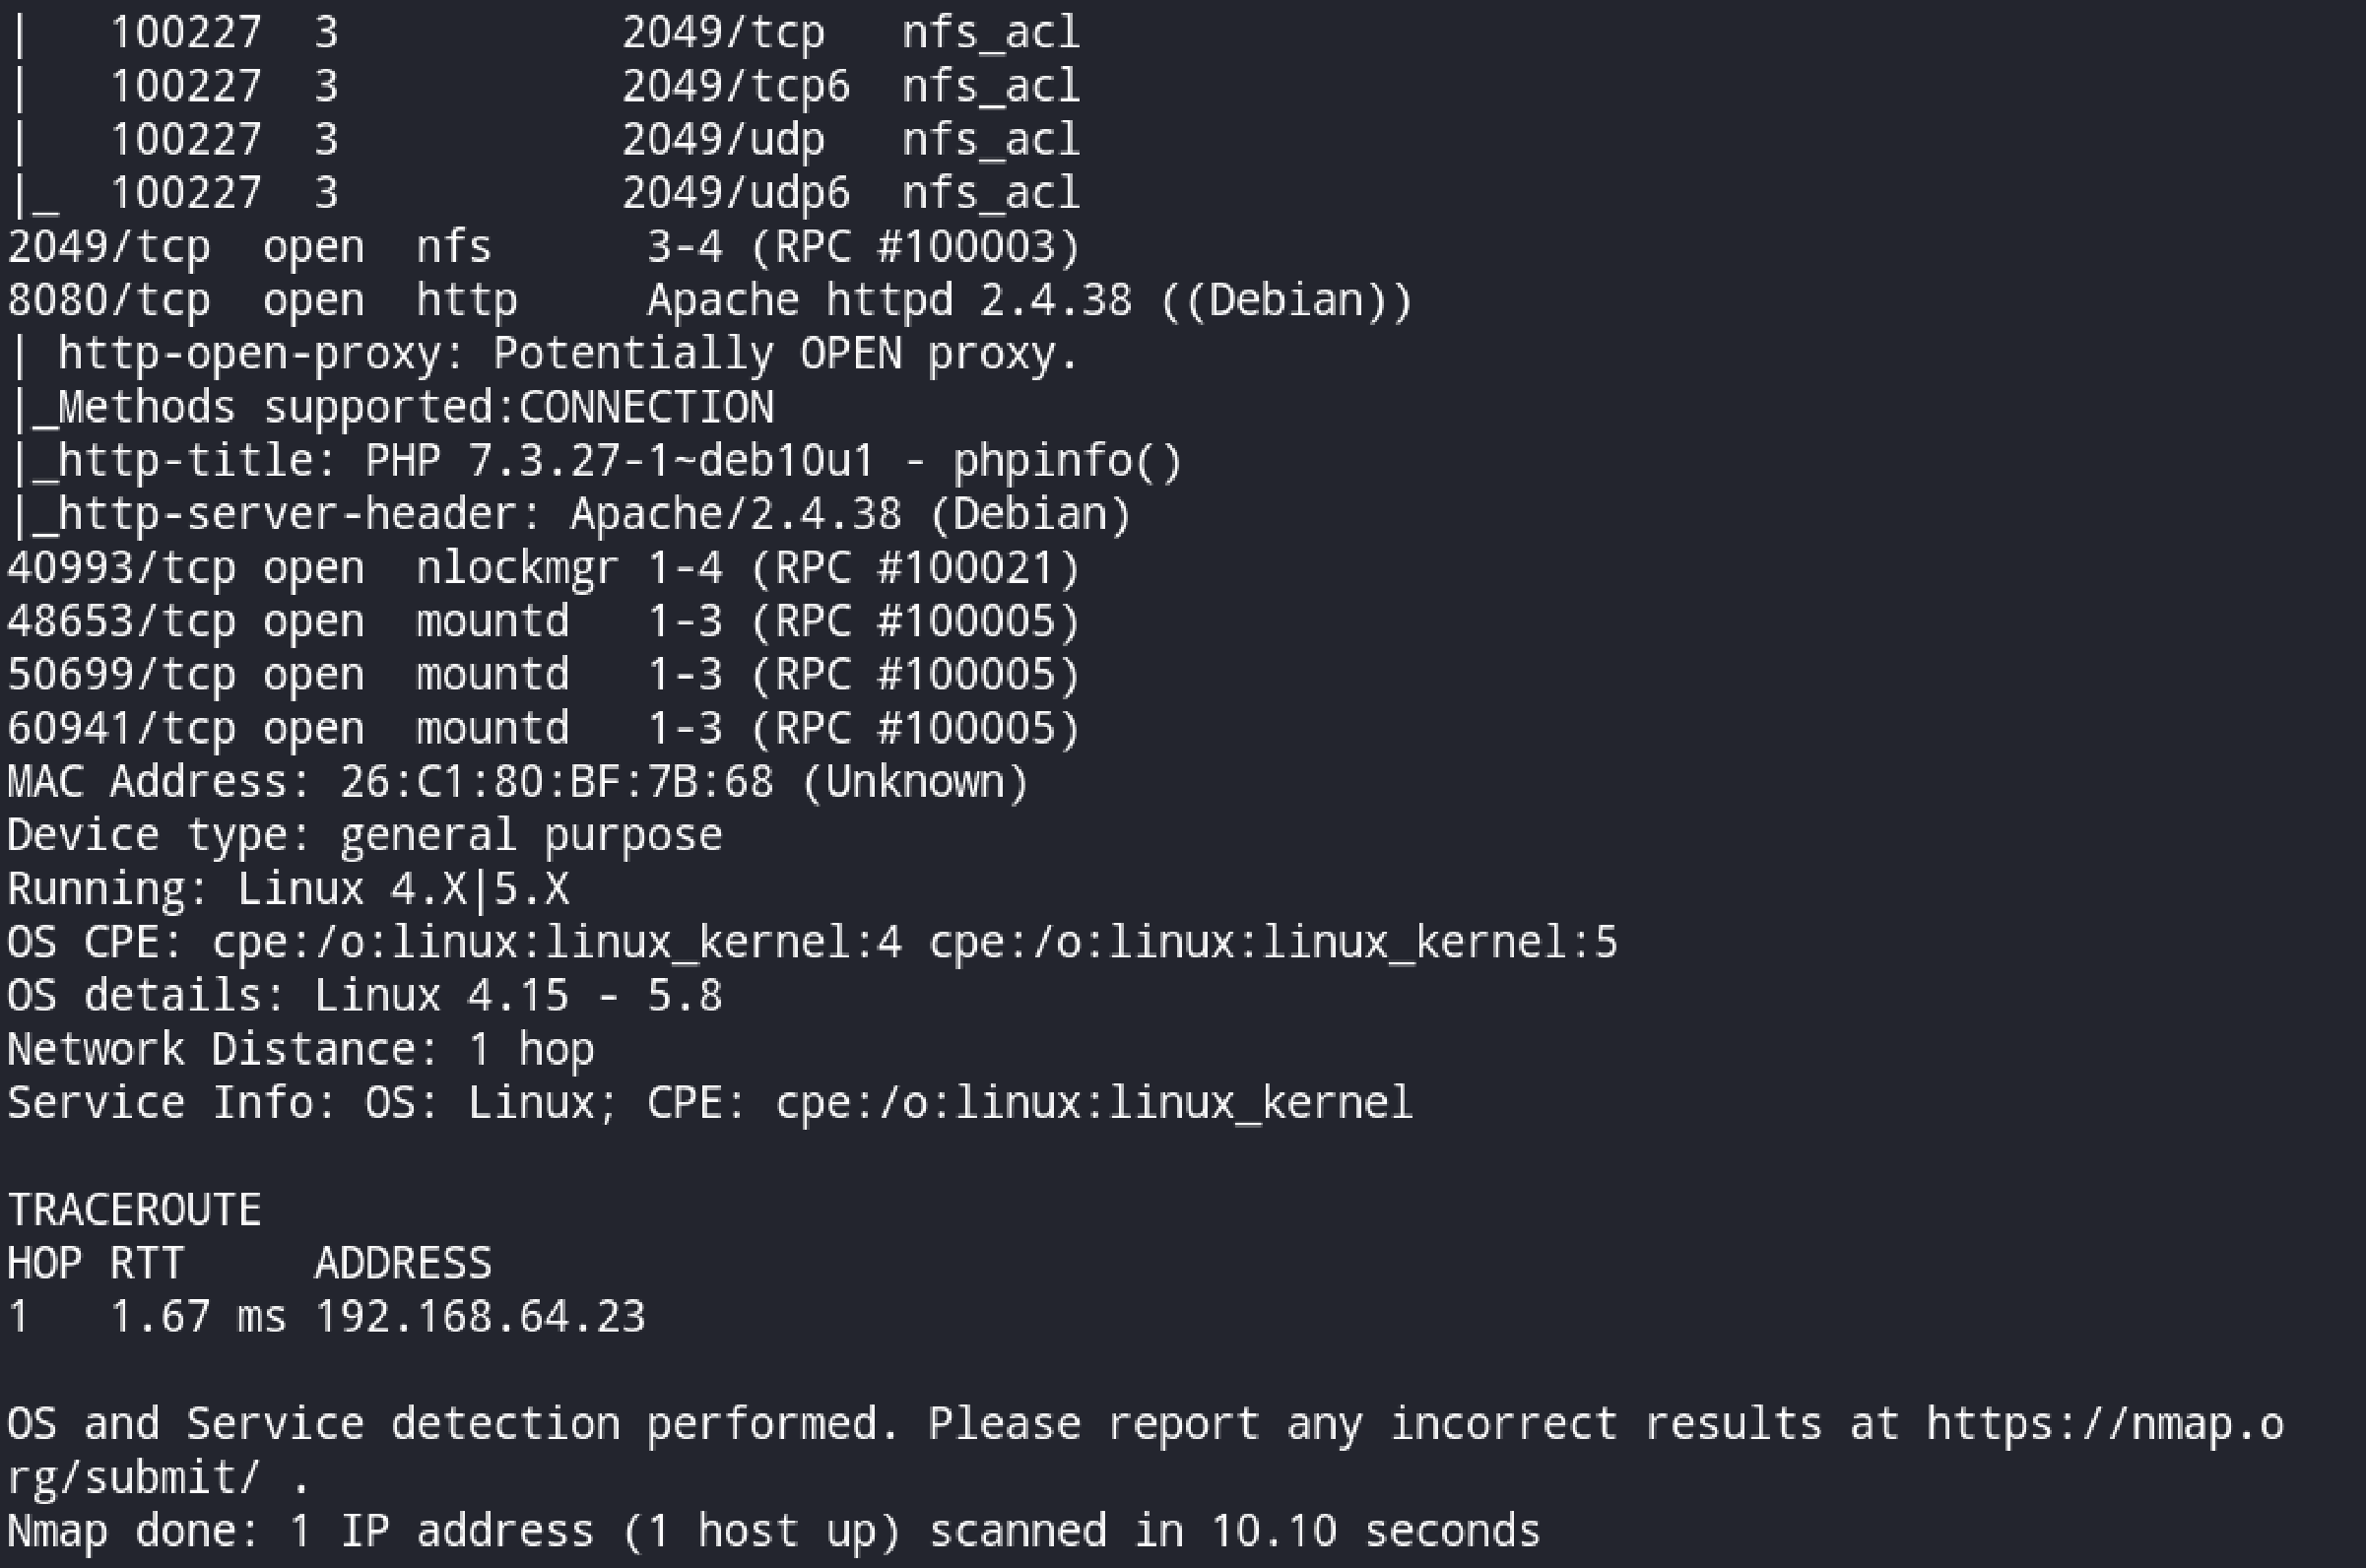 |   100227  3           2049/tcp   nfs_acl
|   100227  3           2049/tcp6  nfs_acl
|   100227  3           2049/udp   nfs_acl
|_  100227  3           2049/udp6  nfs_acl
2049/tcp  open  nfs      3-4 (RPC #100003)
8080/tcp  open  http     Apache httpd 2.4.38 ((Debian))
| http-open-proxy: Potentially OPEN proxy.
|_Methods supported:CONNECTION
|_http-title: PHP 7.3.27-1~deb10u1 - phpinfo()
|_http-server-header: Apache/2.4.38 (Debian)
40993/tcp open  nlockmgr 1-4 (RPC #100021)
48653/tcp open  mountd   1-3 (RPC #100005)
50699/tcp open  mountd   1-3 (RPC #100005)
60941/tcp open  mountd   1-3 (RPC #100005)
MAC Address: 26:C1:80:BF:7B:68 (Unknown)
Device type: general purpose
Running: Linux 4.X|5.X
OS CPE: cpe:/o:linux:linux_kernel:4 cpe:/o:linux:linux_kernel:5
OS details: Linux 4.15 - 5.8
Network Distance: 1 hop
Service Info: OS: Linux; CPE: cpe:/o:linux:linux_kernel

TRACEROUTE
HOP RTT     ADDRESS
1   1.67 ms 192.168.64.23

OS and Service detection performed. Please report any incorrect results at https://nmap.o
rg/submit/ .
Nmap done: 1 IP address (1 host up) scanned in 10.10 seconds